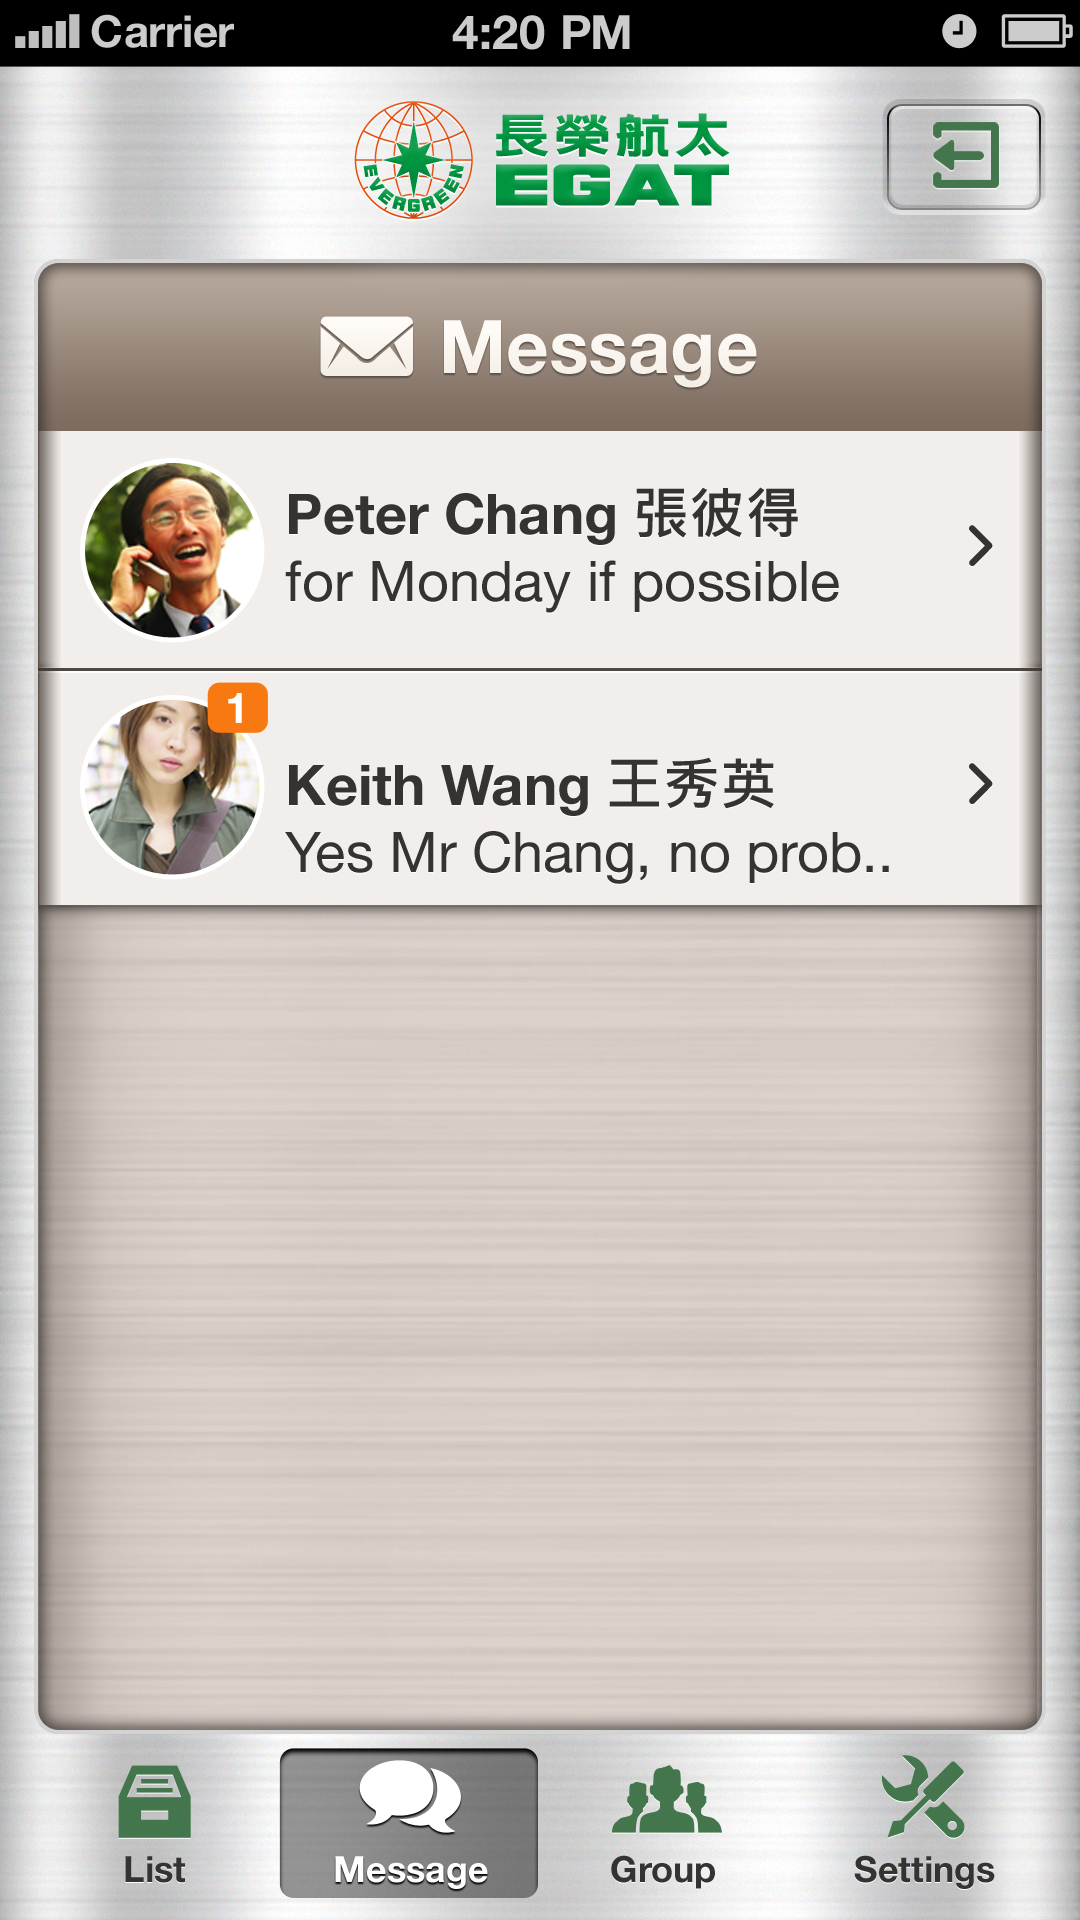 Carrier 4:20 PM
長榮航太
EGAT
EVERGREEN
Message
Peter Chang 張彼得
for Monday if possible
1
Keith Wang 王秀英
Yes Mr Chang, no prob..
List Message Group Settings